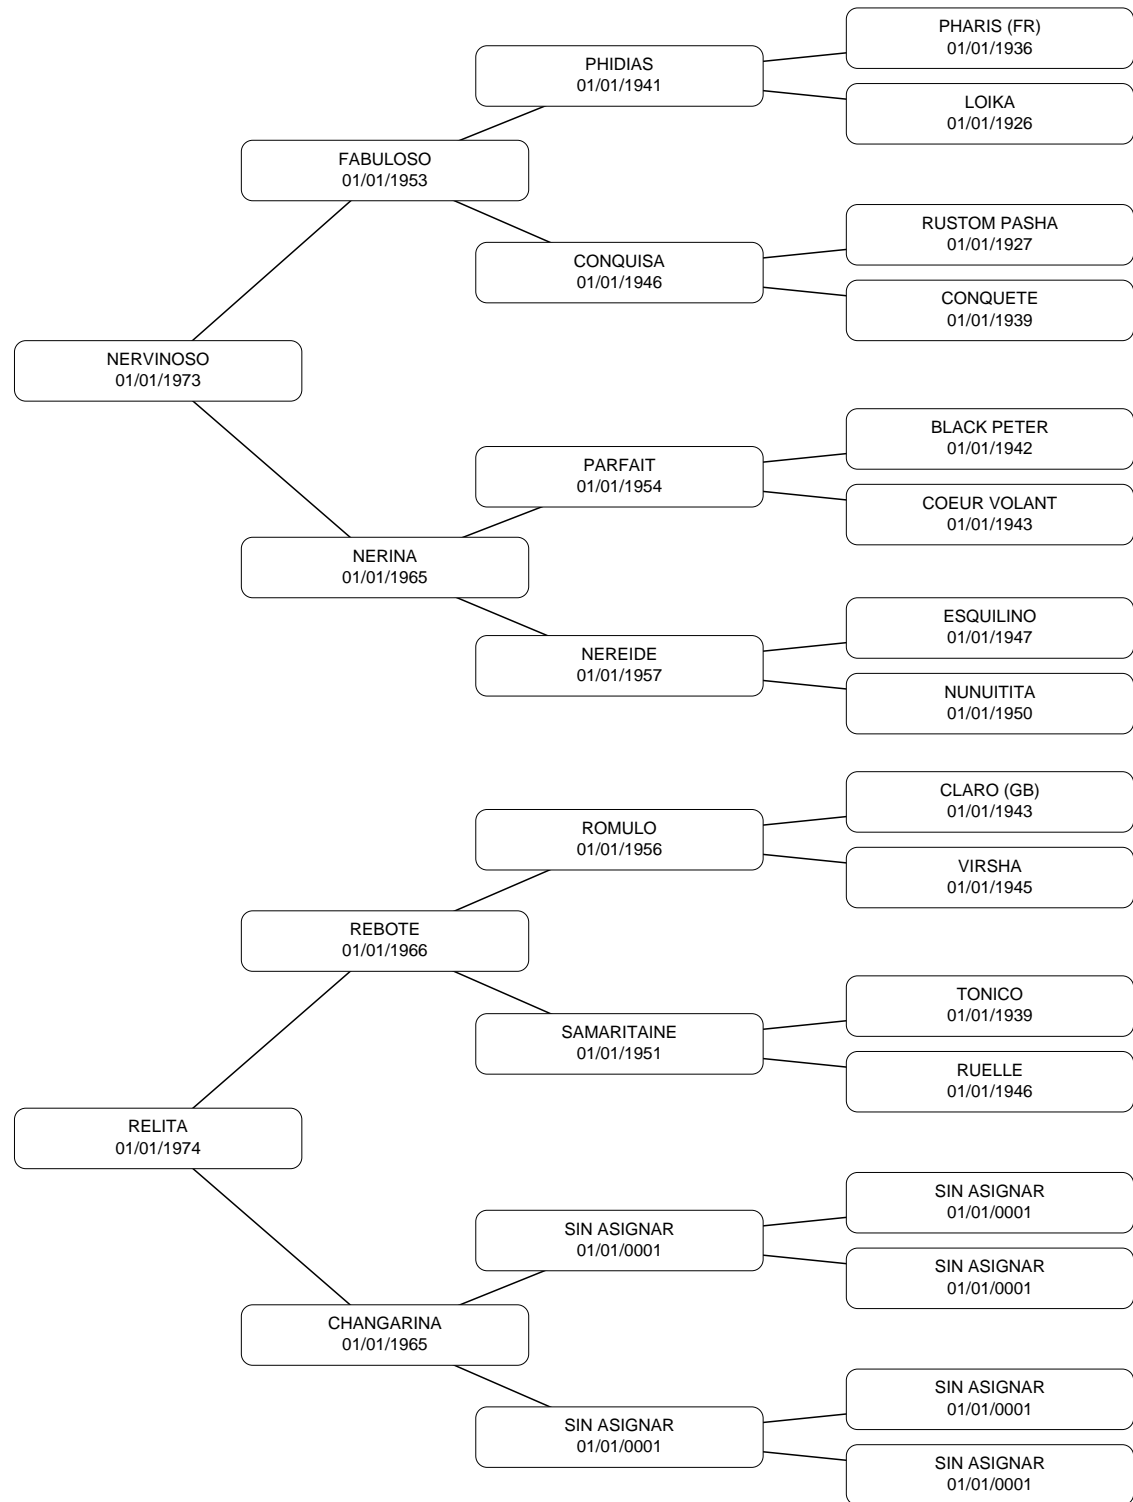 PHARIS (FR)
01/01/1936
PHIDIAS
01/01/1941
LOIKA
01/01/1926
FABULOSO
01/01/1953
RUSTOM PASHA
01/01/1927
CONQUISA
01/01/1946
CONQUETE
01/01/1939
NERVINOSO
01/01/1973
BLACK PETER
01/01/1942
PARFAIT
01/01/1954
COEUR VOLANT
01/01/1943
NERINA
01/01/1965
ESQUILINO
01/01/1947
NEREIDE
01/01/1957
NUNUITITA
01/01/1950
CLARO (GB)
01/01/1943
ROMULO
01/01/1956
VIRSHA
01/01/1945
REBOTE
01/01/1966
TONICO
01/01/1939
SAMARITAINE
01/01/1951
RUELLE
01/01/1946
RELITA
01/01/1974
SIN ASIGNAR
01/01/0001
SIN ASIGNAR
01/01/0001
SIN ASIGNAR
01/01/0001
CHANGARINA
01/01/1965
SIN ASIGNAR
01/01/0001
SIN ASIGNAR
01/01/0001
SIN ASIGNAR
01/01/0001